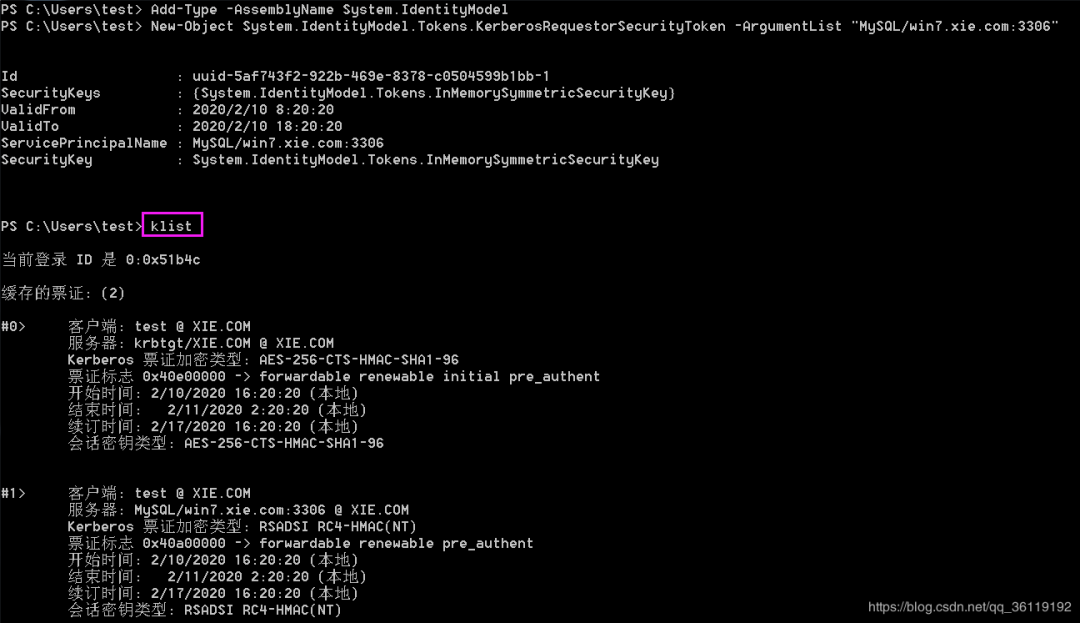 PS C:\Users\test> Add-Type -AssemblyName System.IdentityModel
PS C:\Users\test> New-Object System.IdentityModel.Tokens.KerberosRequestorSecurityToken -ArgumentList "MySQL/win7.xie.com:3306"
Id : uuid-5af743f2-922b-469e-8378-c0504599b1bb-1
SecurityKeys : {System.IdentityModel.Tokens.InMemorySymmetricSecurityKey}
ValidFrom : 2020/2/10 8:20:20
ValidTo : 2020/2/10 18:20:20
ServicePrincipalName : MySQL/win7.xie.com:3306
SecurityKey : System.IdentityModel.Tokens.InMemorySymmetricSecurityKey
PS C:\Users\test> klist
当前登录 ID 是 0:0x51b4c
缓存的票证: (2)
#0> 客户端: test @ XIE.COM
服务器: krbtgt/XIE.COM @ XIE.COM
Kerberos 票证加密类型: AES-256-CTS-HMAC-SHA1-96
票证标志 0x40e00000 -> forwardable renewable initial pre_authent
开始时间: 2/10/2020 16:20:20 (本地)
结束时间: 2/11/2020 2:20:20 (本地)
续订时间: 2/17/2020 16:20:20 (本地)
会话密钥类型: AES-256-CTS-HMAC-SHA1-96
#1> 客户端: test @ XIE.COM
服务器: MySQL/win7.xie.com:3306 @ XIE.COM
Kerberos 票证加密类型: RSADSI RC4-HMAC(NT)
票证标志 0x40a00000 -> forwardable renewable pre_authent
开始时间: 2/10/2020 16:20:20 (本地)
结束时间: 2/11/2020 2:20:20 (本地)
续订时间: 2/17/2020 16:20:20 (本地)
会话密钥类型: RSADSI RC4-HMAC(NT)
https://blog.csdn.net/qq_36119192